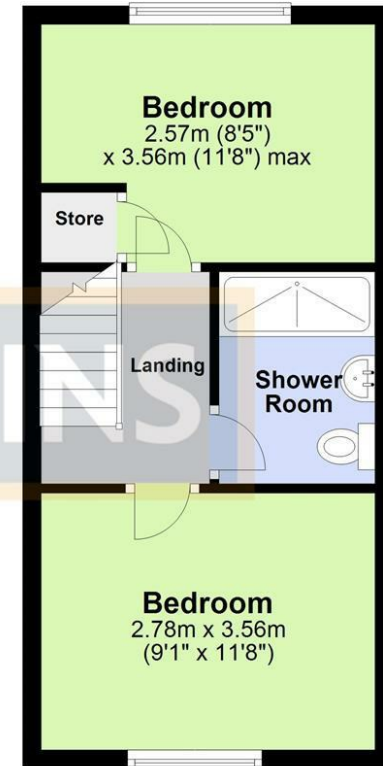 Bedroom
2.57m (8'5")
x 3.56m (11'8") max
Store
Landing
Shower
Room
Bedroom
2.78m x 3.56m
(9'1" x 11'8")